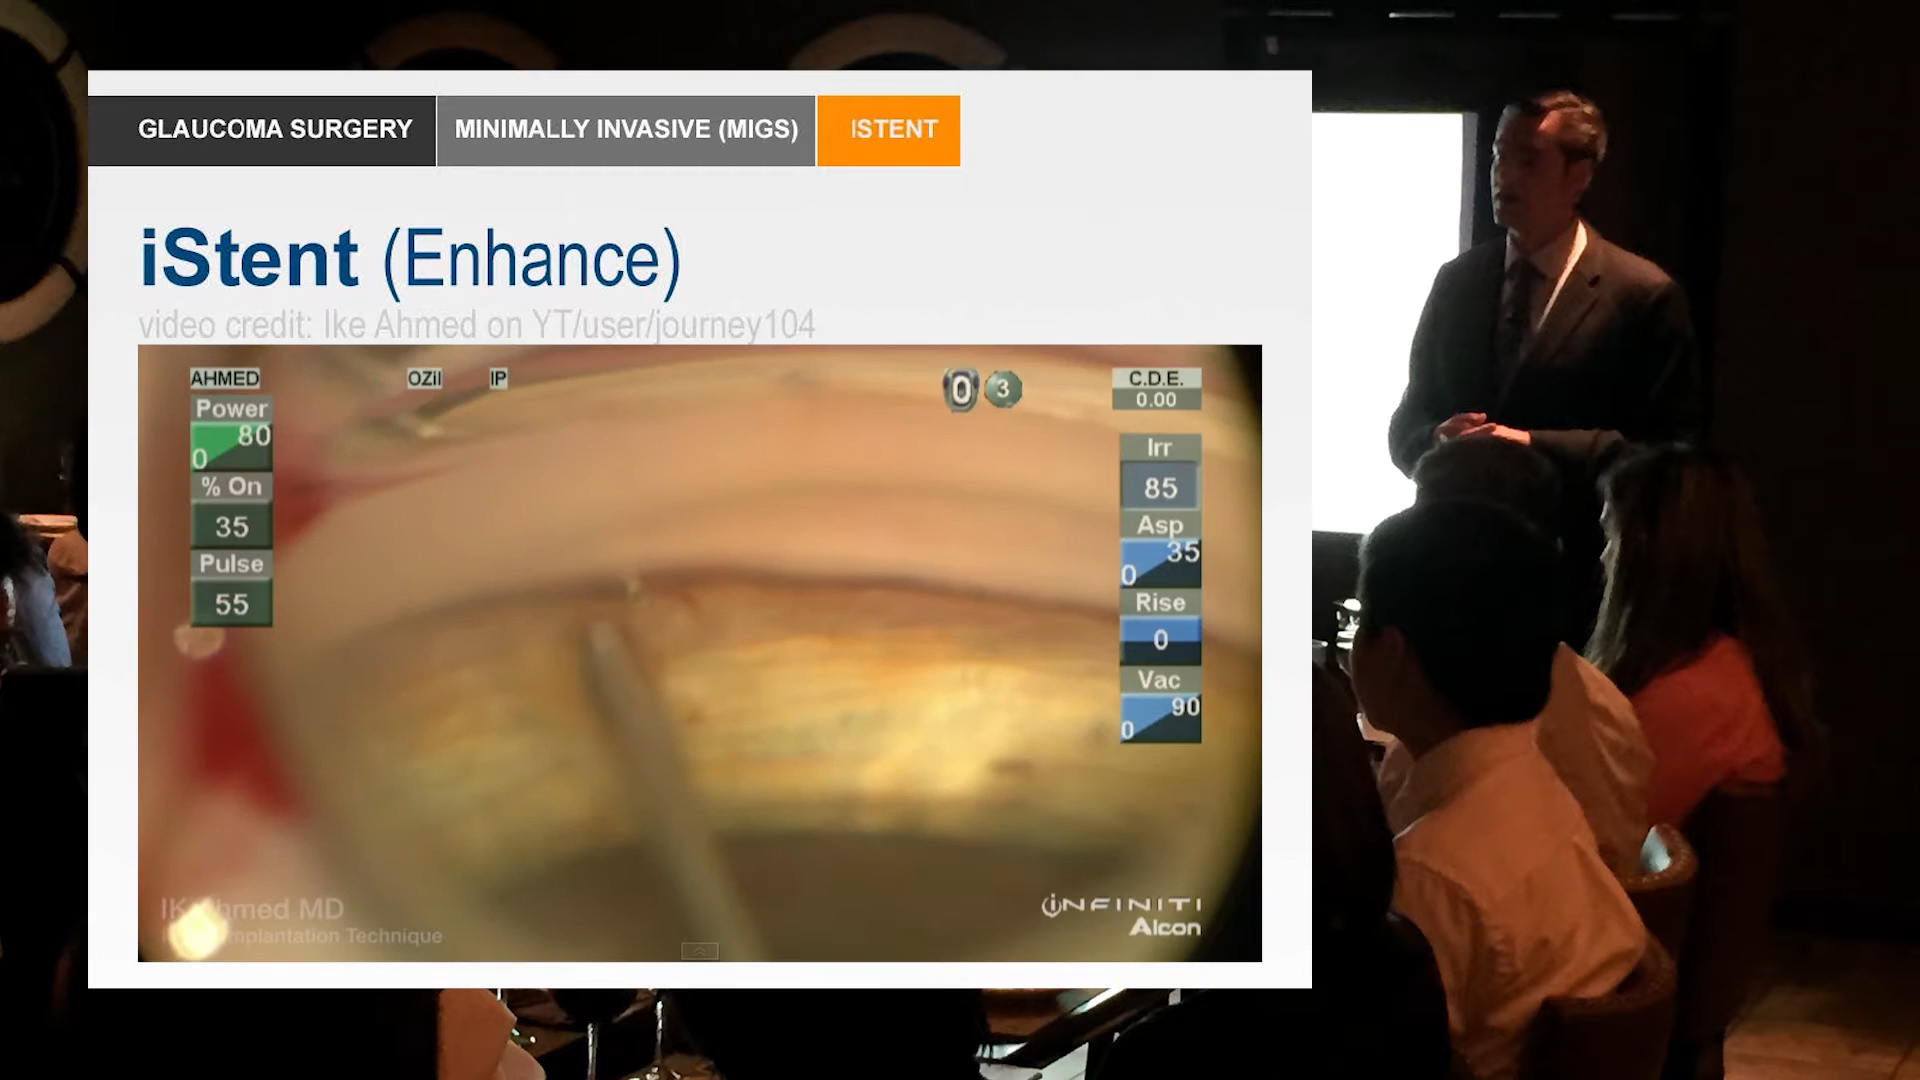 GLAUCOMA SURGERY
MINIMALLY INVASIVE (MIGS)
ISTENT
iStent (Enhance)
video credit: Ike Ahmed on YT/user/journey104
AHMED
OZil
IP
0
3
C.D.E.
0.00
Power
80
0
% On
35
Pulse
55
Irr
85
Asp
35
0
Rise
0
Vac
90
0
Ahmed MD
Implantation Technique
iNFINITI
Alcon